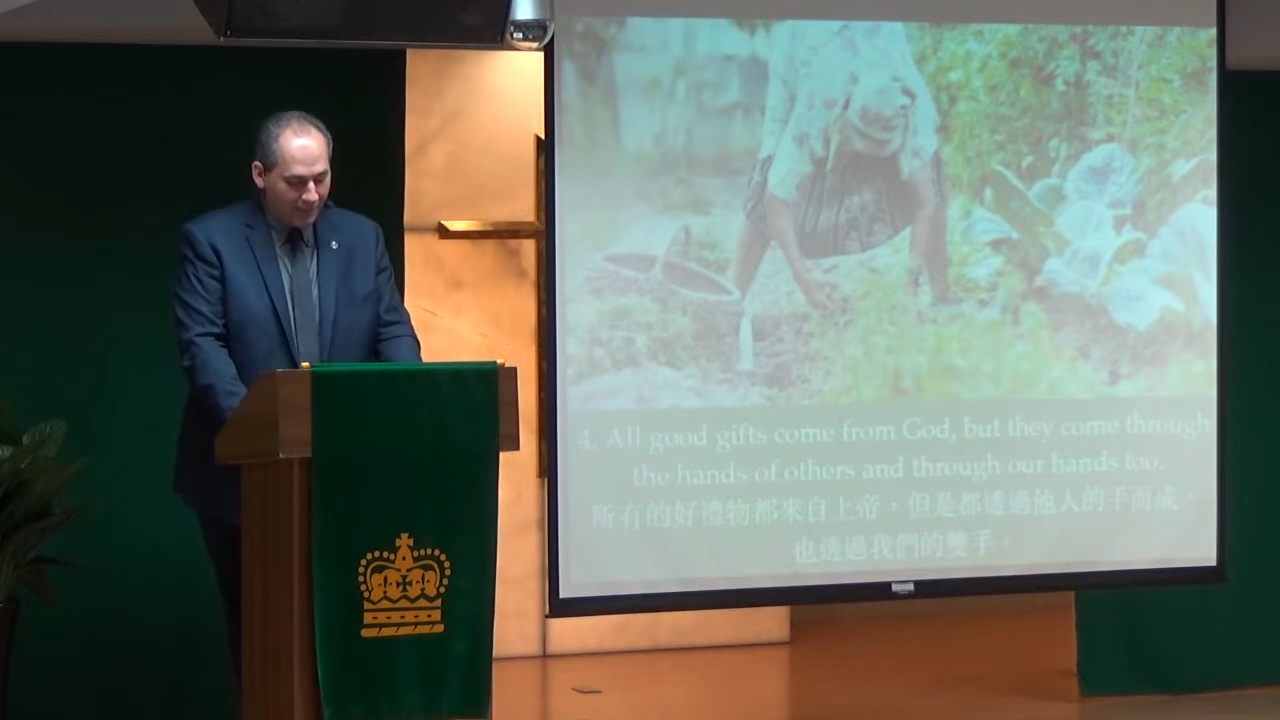 4. All good gifts come from God, but they come through
the hands of others and through our hands too.
所有的好禮物都來自上帝，但是都透過他人的手而成，
也透過我們的雙手。